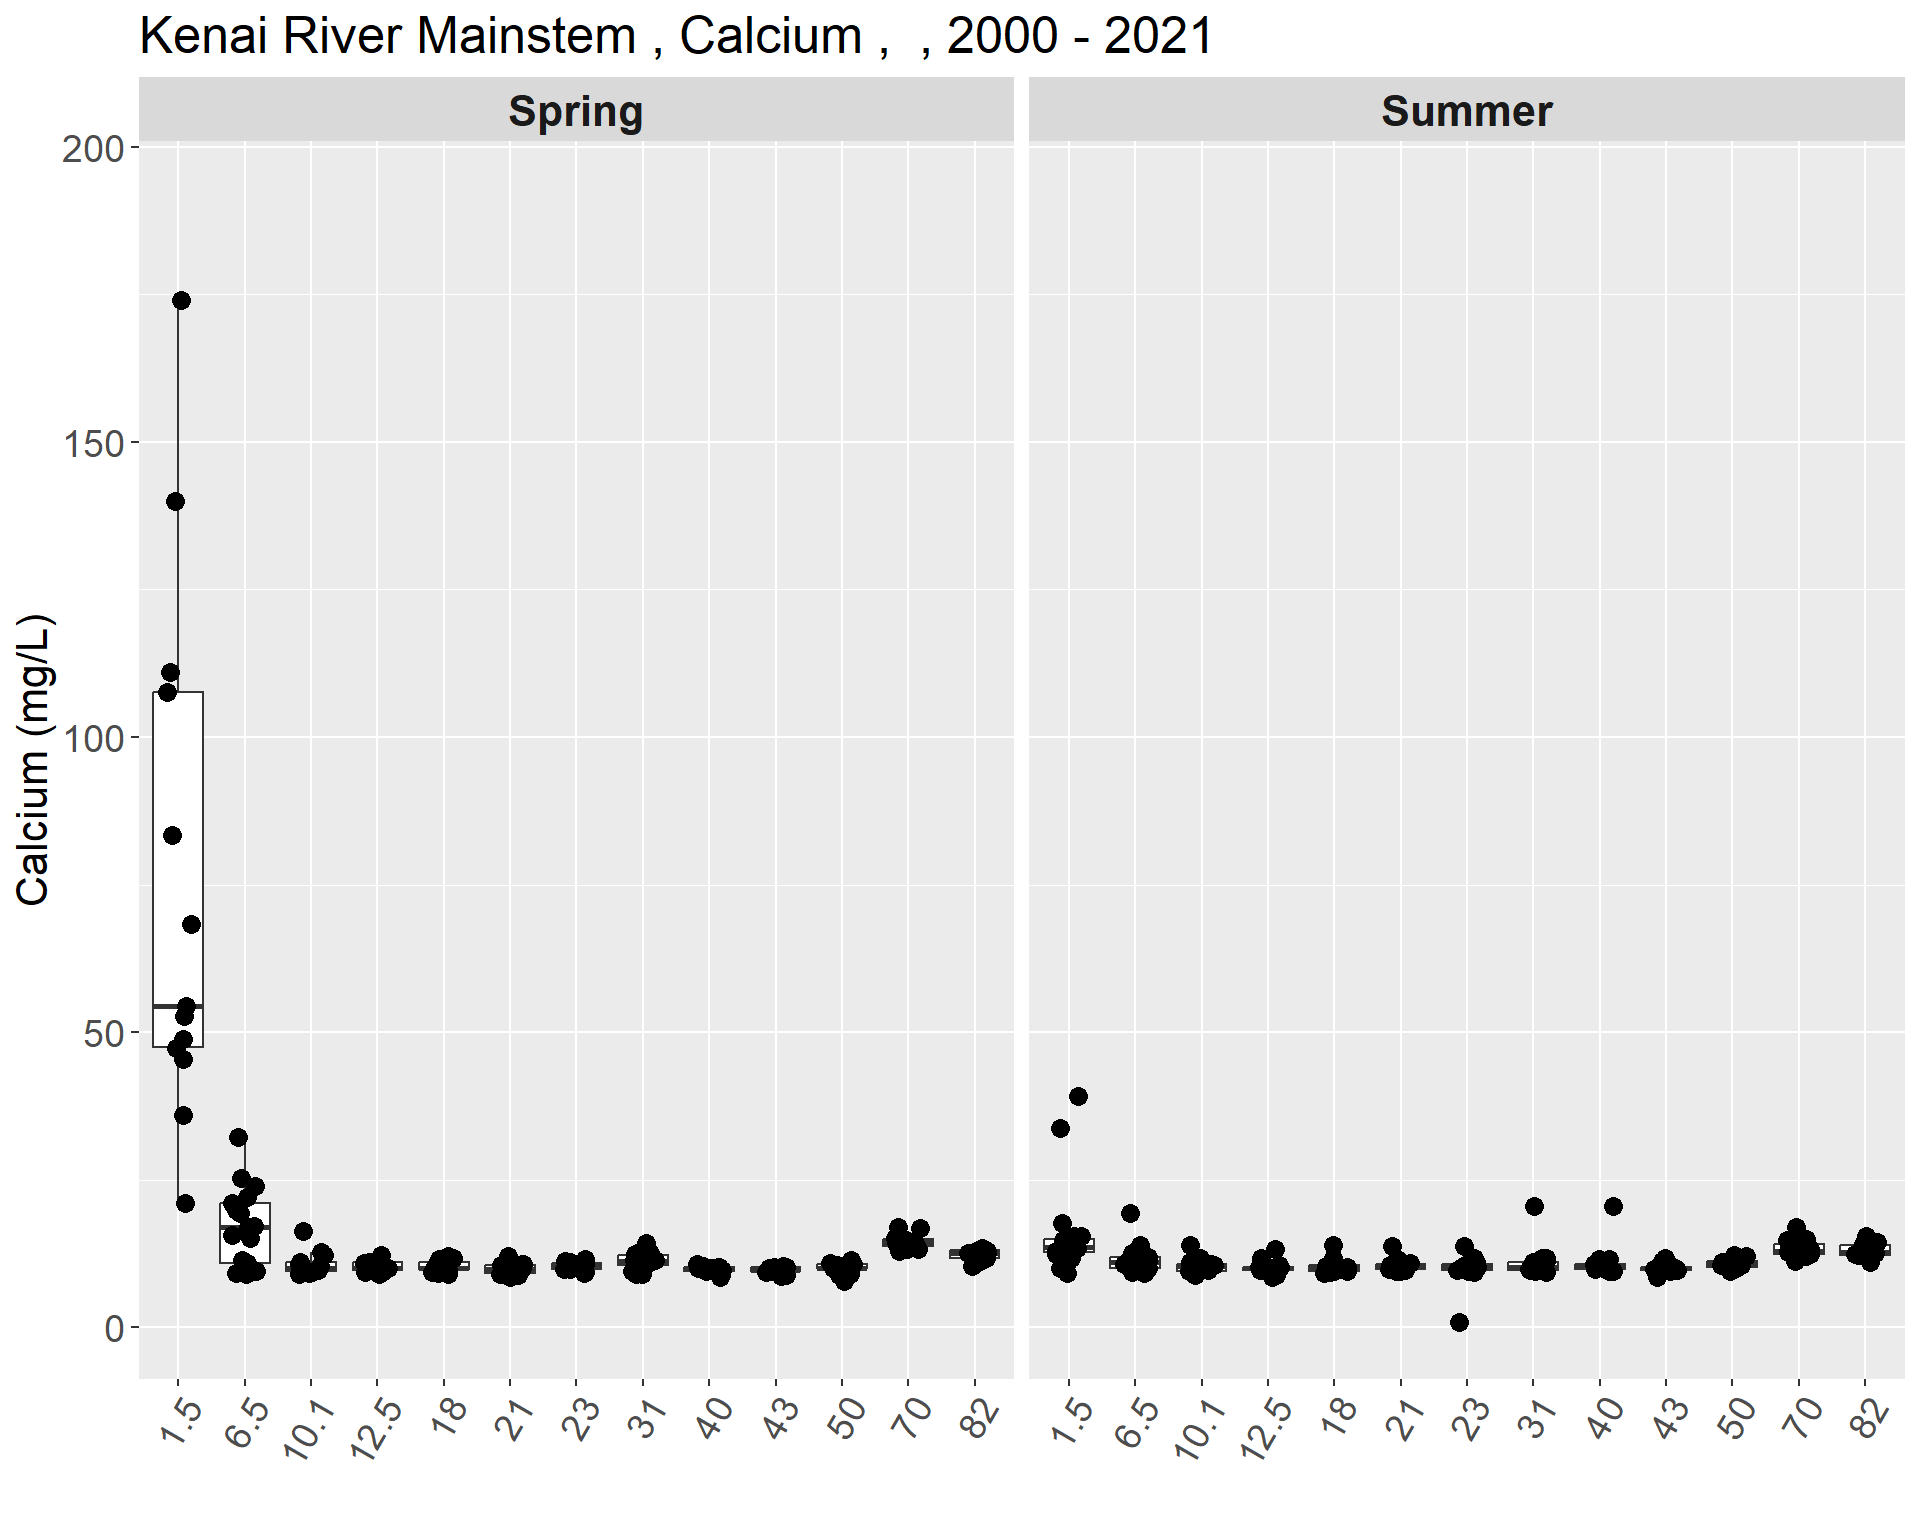 Kenai River Mainstem , Calcium ,  , 2000 - 2021
Spring
Summer
Calcium (mg/L)
200
150
100
50
0
1.5 6.5 10.1 12.5 18 21 23 31 40 43 50 70 82
1.5 6.5 10.1 12.5 18 21 23 31 40 43 50 70 82